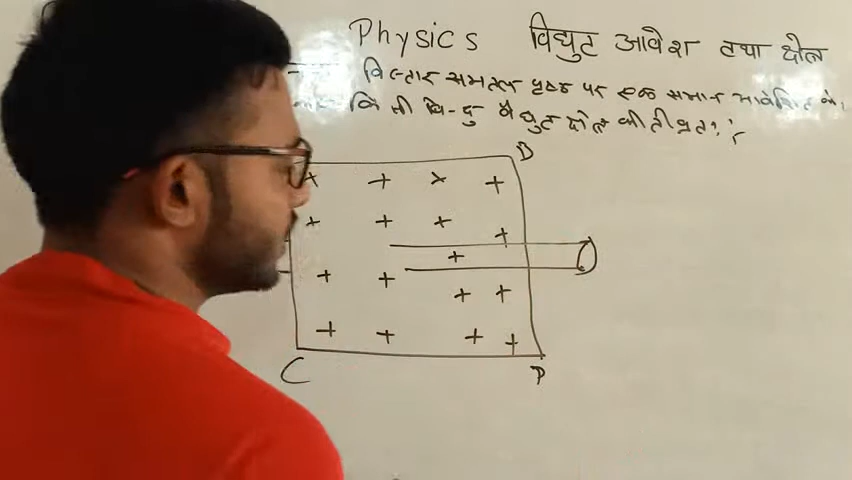 Physics विद्युत आवेश तथा क्षेत्र
विस्तार समतल पृष्ठ पर एक समान आवेशित के
किसी बिन्दु वैद्युत क्षेत्र की तीव्रता :-
B
C
P